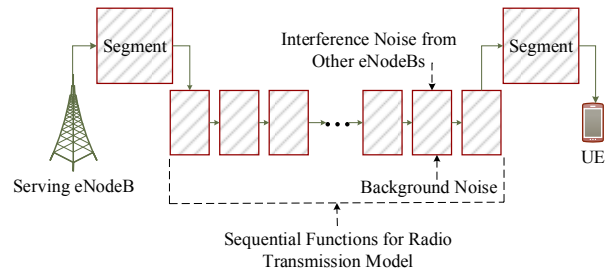 Segment
Interference Noise from
Other eNodeBs
Segment
Serving eNodeB
Background Noise
UE
Sequential Functions for Radio
Transmission Model